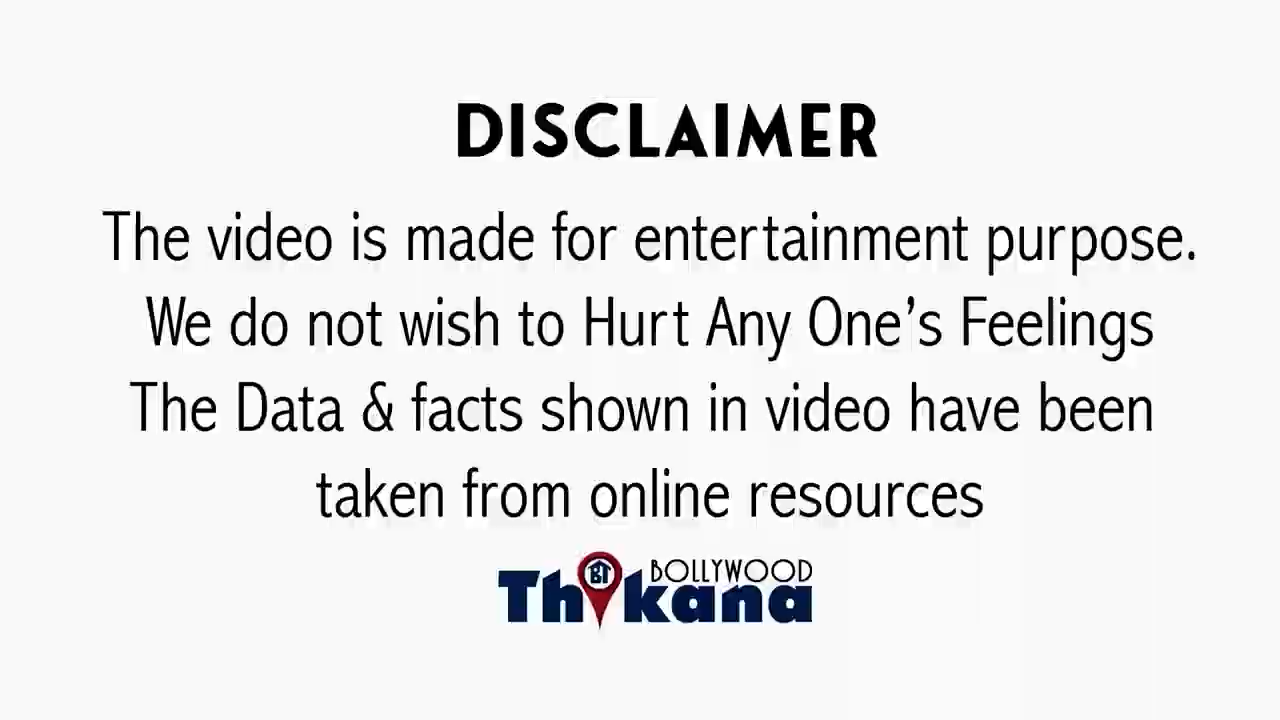 DISCLAIMER
The video is made for entertainment purpose.
We do not wish to Hurt Any One’s Feelings
The Data & facts shown in video have been
taken from online resources
BT BOLLYWOOD
Thikana